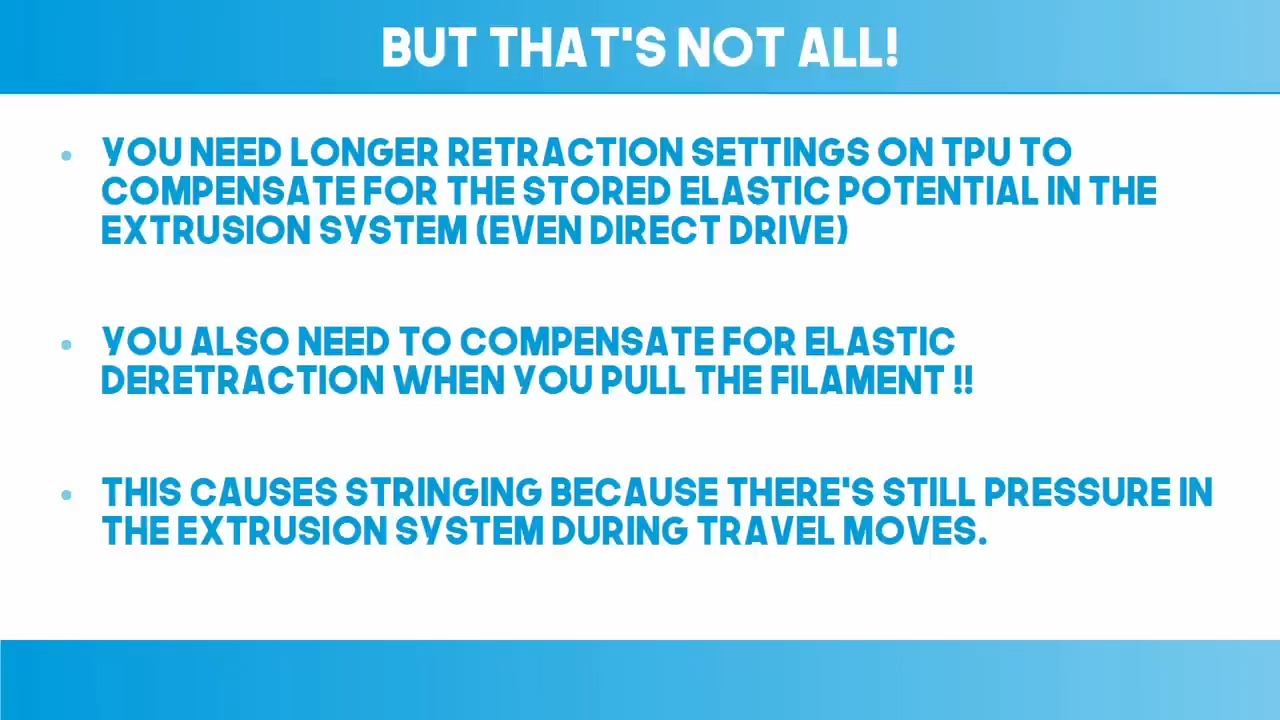 BUT THAT'S NOT ALL!
• YOU NEED LONGER RETRACTION SETTINGS ON TPU TO
COMPENSATE FOR THE STORED ELASTIC POTENTIAL IN THE
EXTRUSION SYSTEM (EVEN DIRECT DRIVE)
• YOU ALSO NEED TO COMPENSATE FOR ELASTIC
DERETRACTION WHEN YOU PULL THE FILAMENT !!
• THIS CAUSES STRINGING BECAUSE THERE'S STILL PRESSURE IN
THE EXTRUSION SYSTEM DURING TRAVEL MOVES.